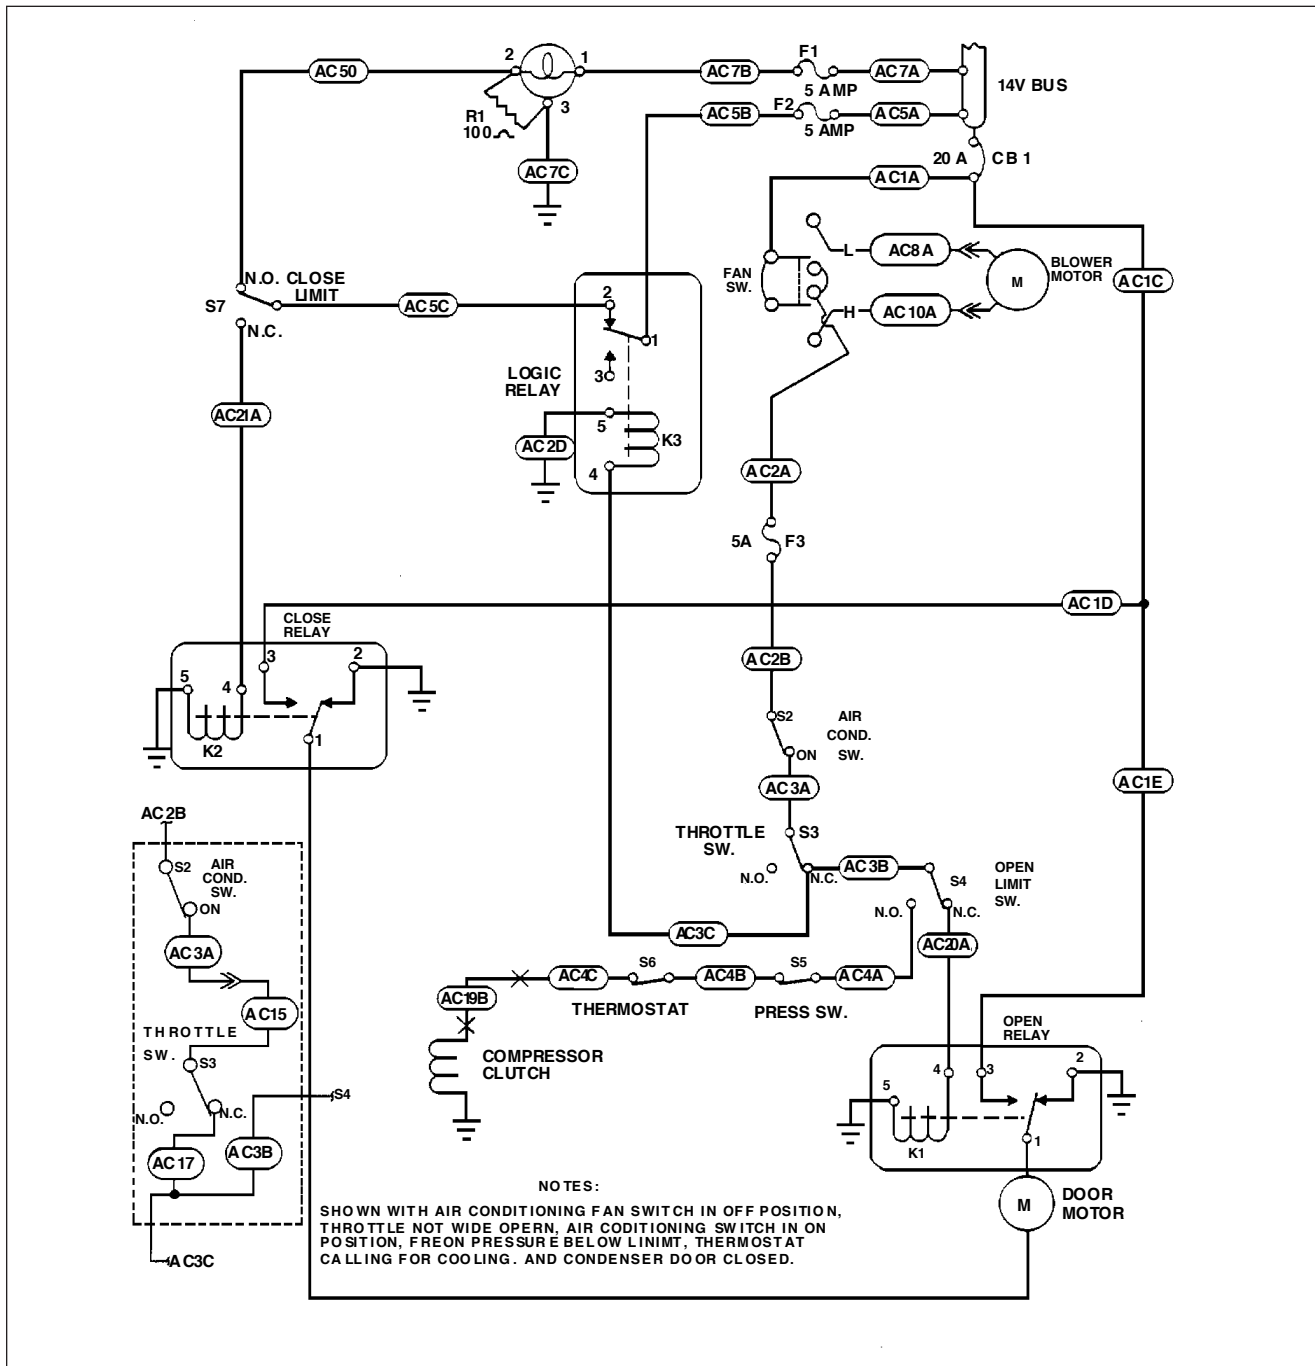 2
1
AC50
AC7B
F1
AC7A
5 AMP
14V BUS
3
R1
100
AC5B
F2
AC5A
5 AMP
20 A
CB 1
AC7C
AC1A
L
AC8A
BLOWER
MOTOR
M
AC1C
FAN
SW.
H
AC10A
N.O. CLOSE
LIMIT
S7
N.C.
AC5C
2
1
3
LOGIC
RELAY
5
K3
4
AC2D
AC21A
AC2A
5A
F3
AC1D
CLOSE
RELAY
AC2B
3
2
5
4
K2
1
S2
AIR
COND.
SW.
ON
AC3A
AC1E
AC2B
S2
AIR
COND.
SW.
ON
AC3A
AC15
THROTTLE
SW.
S3
N.O.
N.C.
S4
AC17
AC3B
AC3C
THROTTLE
SW.
S3
N.O.
N.C.
AC3B
S4
OPEN
LIMIT
SW.
N.O.
N.C.
AC3C
AC20A
AC4C
S6
AC4B
S5
AC4A
AC19B
THERMOSTAT
PRESS SW.
COMPRESSOR
CLUTCH
OPEN
RELAY
4
3
2
5
K1
1
M
DOOR
MOTOR
NOTES:
SHOWN WITH AIR CONDITIONING FAN SWITCH IN OFF POSITION,
THROTTLE NOT WIDE OPERN, AIR CODITIONING SWITCH IN ON
POSITION, FREON PRESSURE BELOW LINIMT, THERMOSTAT
CALLING FOR COOLING. AND CONDENSER DOOR CLOSED.